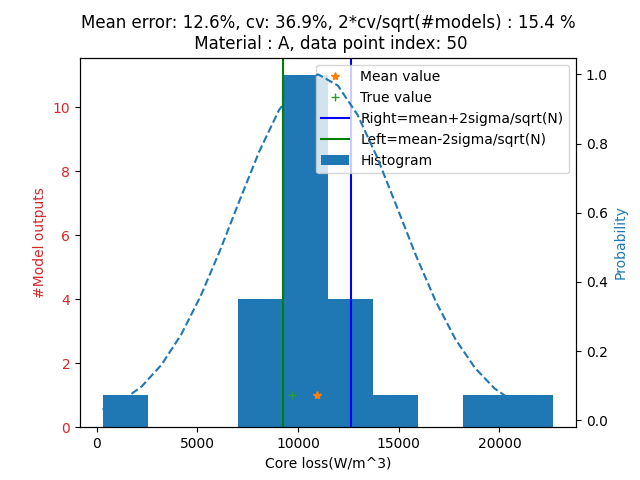 Mean error: 12.6%, cv: 36.9%, 2*cv/sqrt(#models) : 15.4 %
Material : A, data point index: 50
Mean value
True value
Right=mean+2sigma/sqrt(N)
Left=mean-2sigma/sqrt(N)
Histogram
#Model outputs
0
2
4
6
8
10
Probability
0.0
0.2
0.4
0.6
0.8
1.0
0
5000
10000
15000
20000
Core loss(W/m^3)